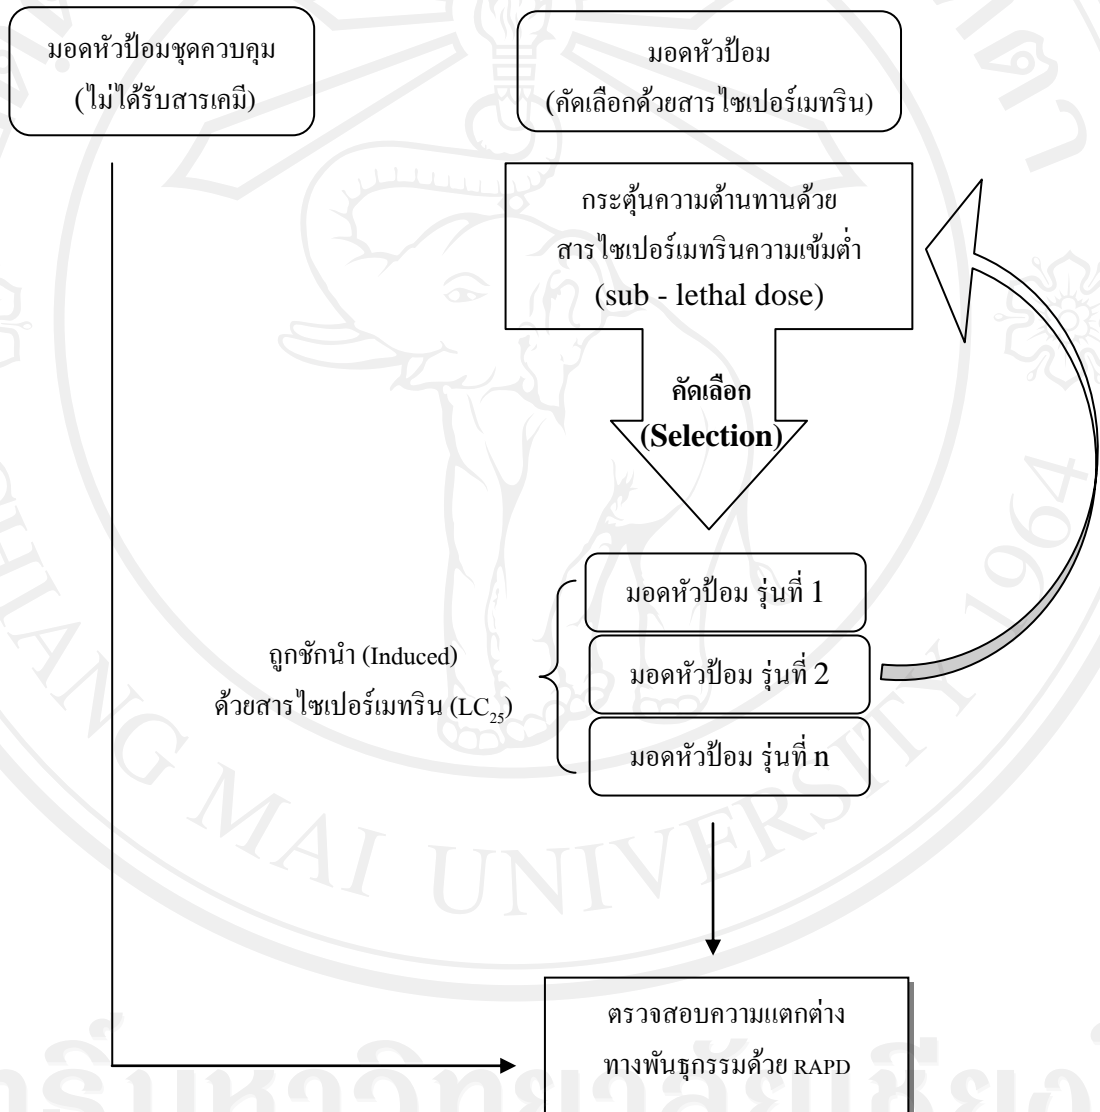 มอดหัวป้อมชุดควบคุม
(ไม่ได้รับสารเคมี)
มอดหัวป้อม
(คัดเลือกด้วยสารไซเปอร์เมทริน)
กระตุ้นความต้านทานด้วย
สารไซเปอร์เมทรินความเข้มต่ำ
(sub - lethal dose)
คัดเลือก
(Selection)
มอดหัวป้อม รุ่นที่ 1
ถูกชักนำ (Induced)
ด้วยสารไซเปอร์เมทริน (LC25)
มอดหัวป้อม รุ่นที่ 2
มอดหัวป้อม รุ่นที่ n
ตรวจสอบความแตกต่าง
ทางพันธุกรรมด้วย RAPD
CHIANG MAI UNIVERSITY 1964